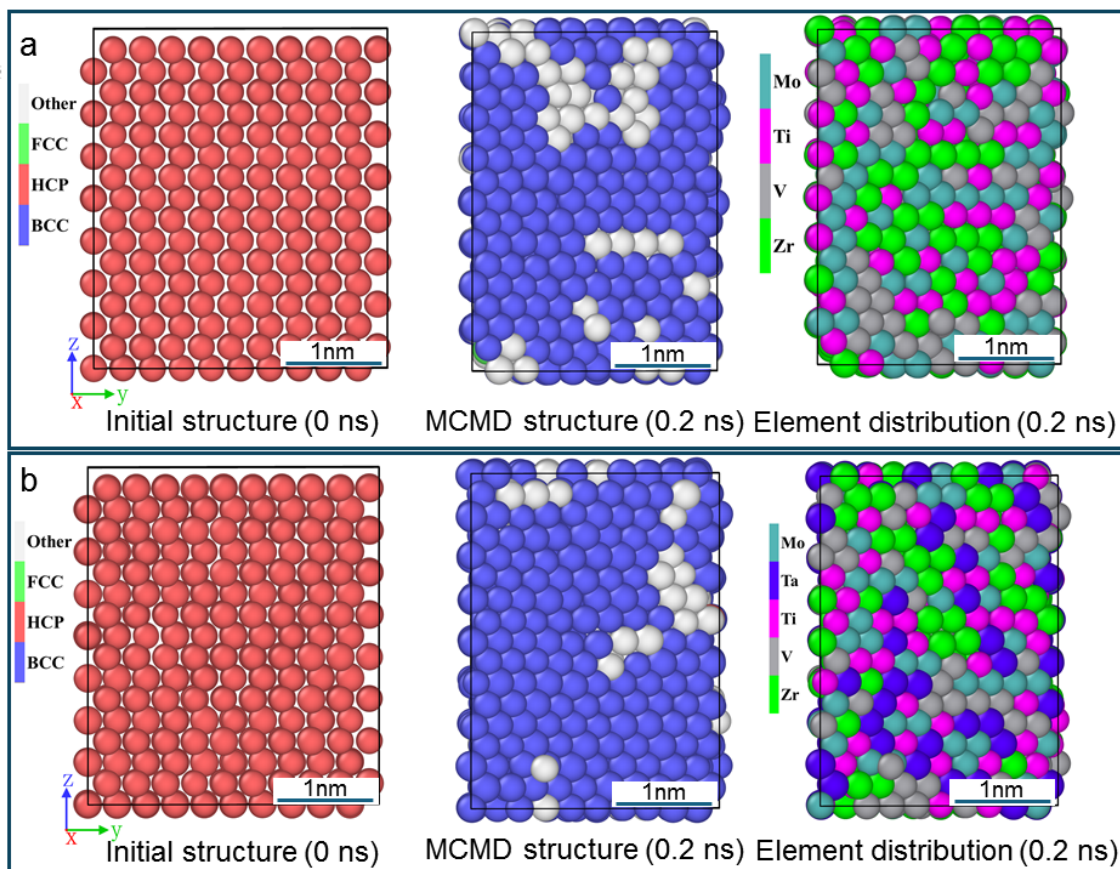 a
Other
FCC
HCP
BCC
z
x
y
1nm
Initial structure (0 ns)
1nm
MCMD structure (0.2 ns)
Mo
Ti
V
Zr
1nm
Element distribution (0.2 ns)
b
Other
FCC
HCP
BCC
z
x
y
1nm
Initial structure (0 ns)
1nm
MCMD structure (0.2 ns)
Mo
Ta
Ti
V
Zr
1nm
Element distribution (0.2 ns)